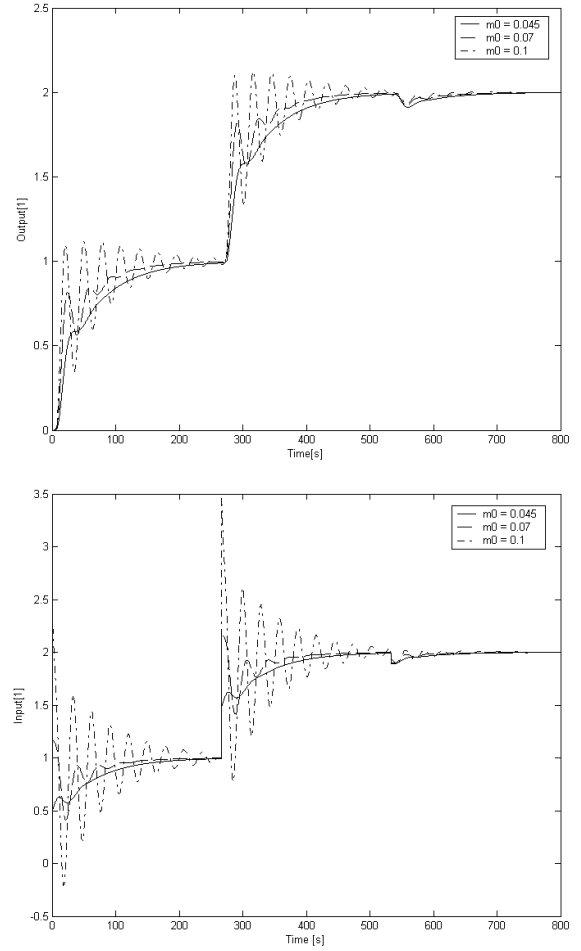 2.5
2
1.5
1
0.5
0
Output[1]
m0 = 0.045
m0 = 0.07
m0 = 0.1
0 100 200 300 400 500 600 700 800
Time[s]
3.5
3
2.5
2
1.5
1
0.5
0
-0.5
Input[1]
m0 = 0.045
m0 = 0.07
m0 = 0.1
0 100 200 300 400 500 600 700 800
Time [s]